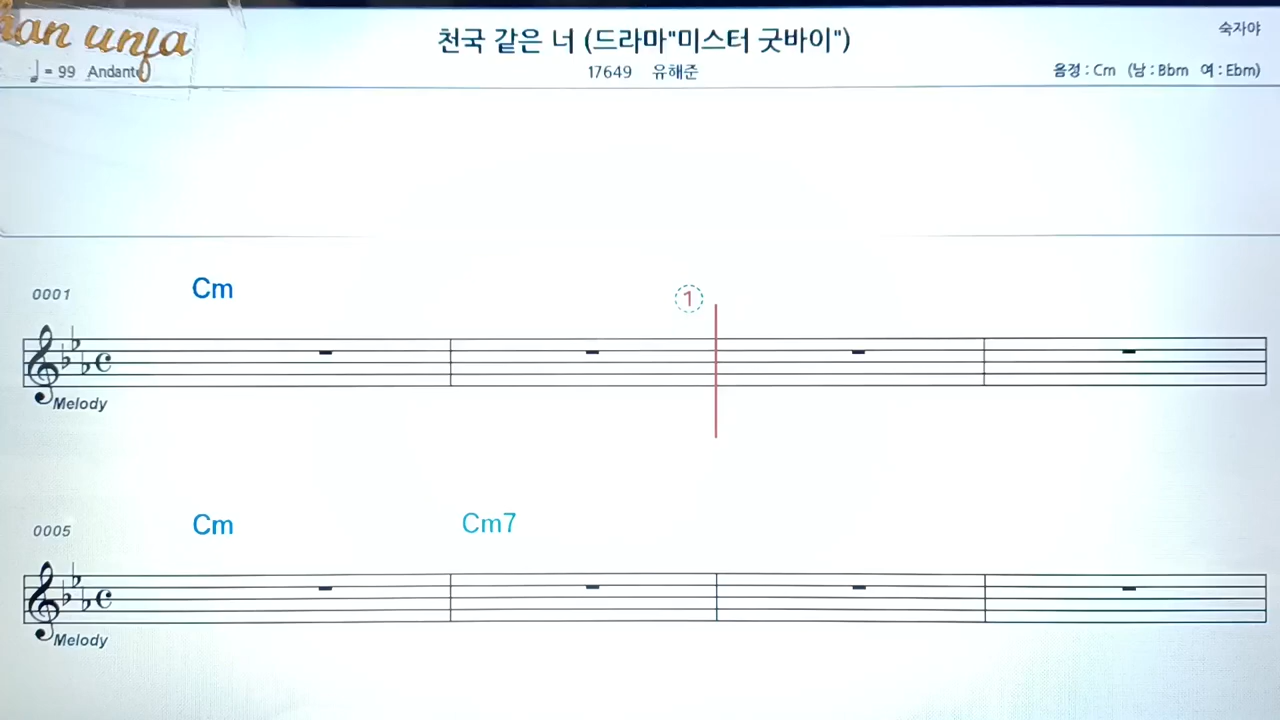 han unja
천국 같은 너 (드라마"미스터 굿바이")
숙자야
♩ = 99 Andante
17649 유해준
음정 : Cm (남 : Bbm 여 : Ebm)
0001 Cm
①
Melody
0005 Cm Cm7
Melody